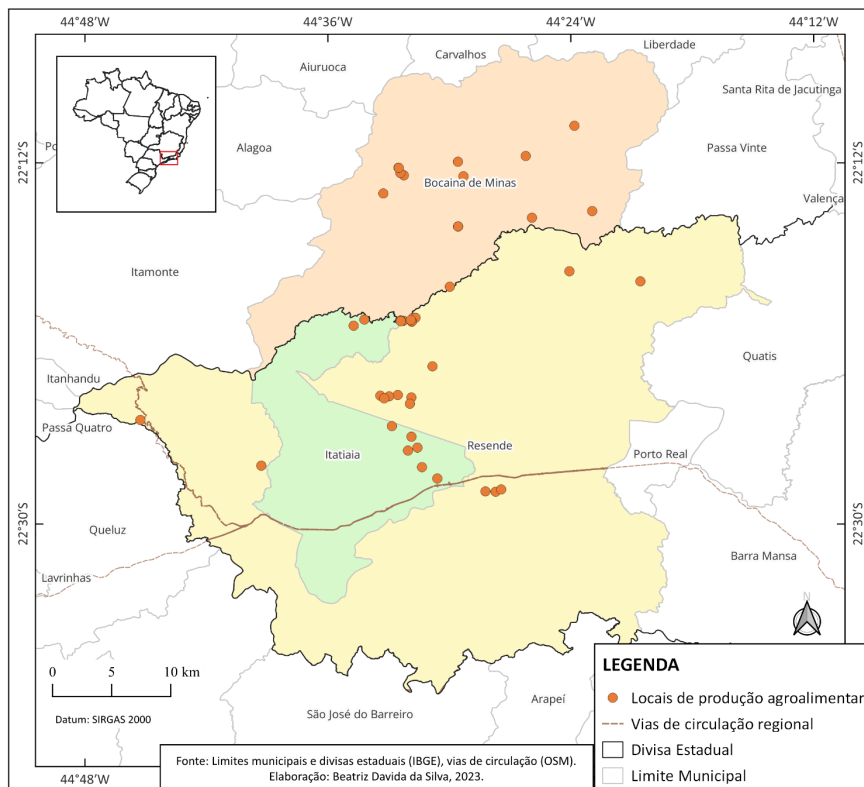 44°48'W
44°36'W
44°24'W
44°12'W
Liberdade
Carvalhos
Aiuruoca
Santa Rita de Jacutinga
Alagoa
Passa Vinte
22°12'S
22°12'S
Bocaina de Minas
Valença
Itamonte
Quatis
Itanhandu
Passa Quatro
Resende
Itatiaia
Porto Real
Queluz
22°30'S
22°30'S
Barra Mansa
Lavrinhas
N
0 5 10 km
Datum: SIRGAS 2000
São José do Barreiro
Arapeí
LEGENDA
Locais de produção agroalimentar
Vias de circulação regional
Divisa Estadual
Limite Municipal
Fonte: Limites municipais e divisas estaduais (IBGE), vias de circulação (OSM).
Elaboração: Beatriz Davida da Silva, 2023.
44°48'W